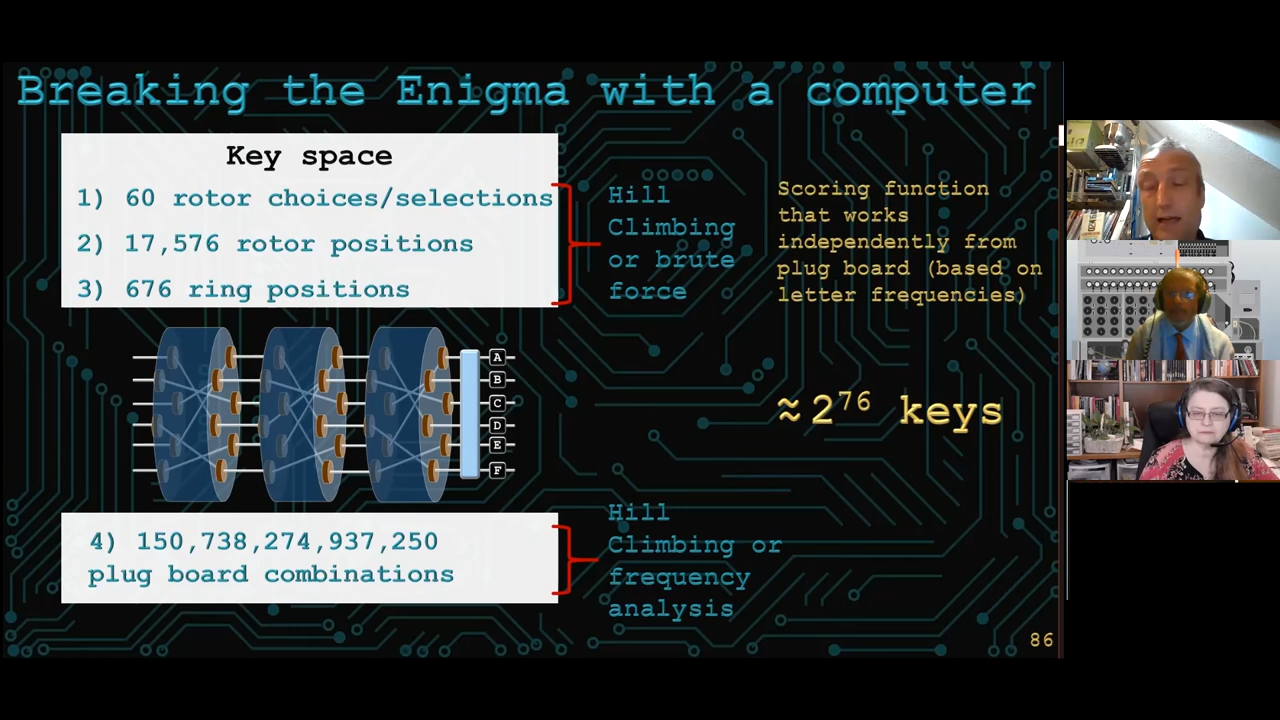 Breaking the Enigma with a computer
Key space
1) 60 rotor choices/selections
2) 17,576 rotor positions
3) 676 ring positions
Hill
Climbing
or brute
force
Scoring function
that works
independently from
plug board (based on
letter frequencies)
A
B
C
D
E
F
≈2⁷⁶ keys
4) 150,738,274,937,250
plug board combinations
Hill
Climbing or
frequency
analysis
86